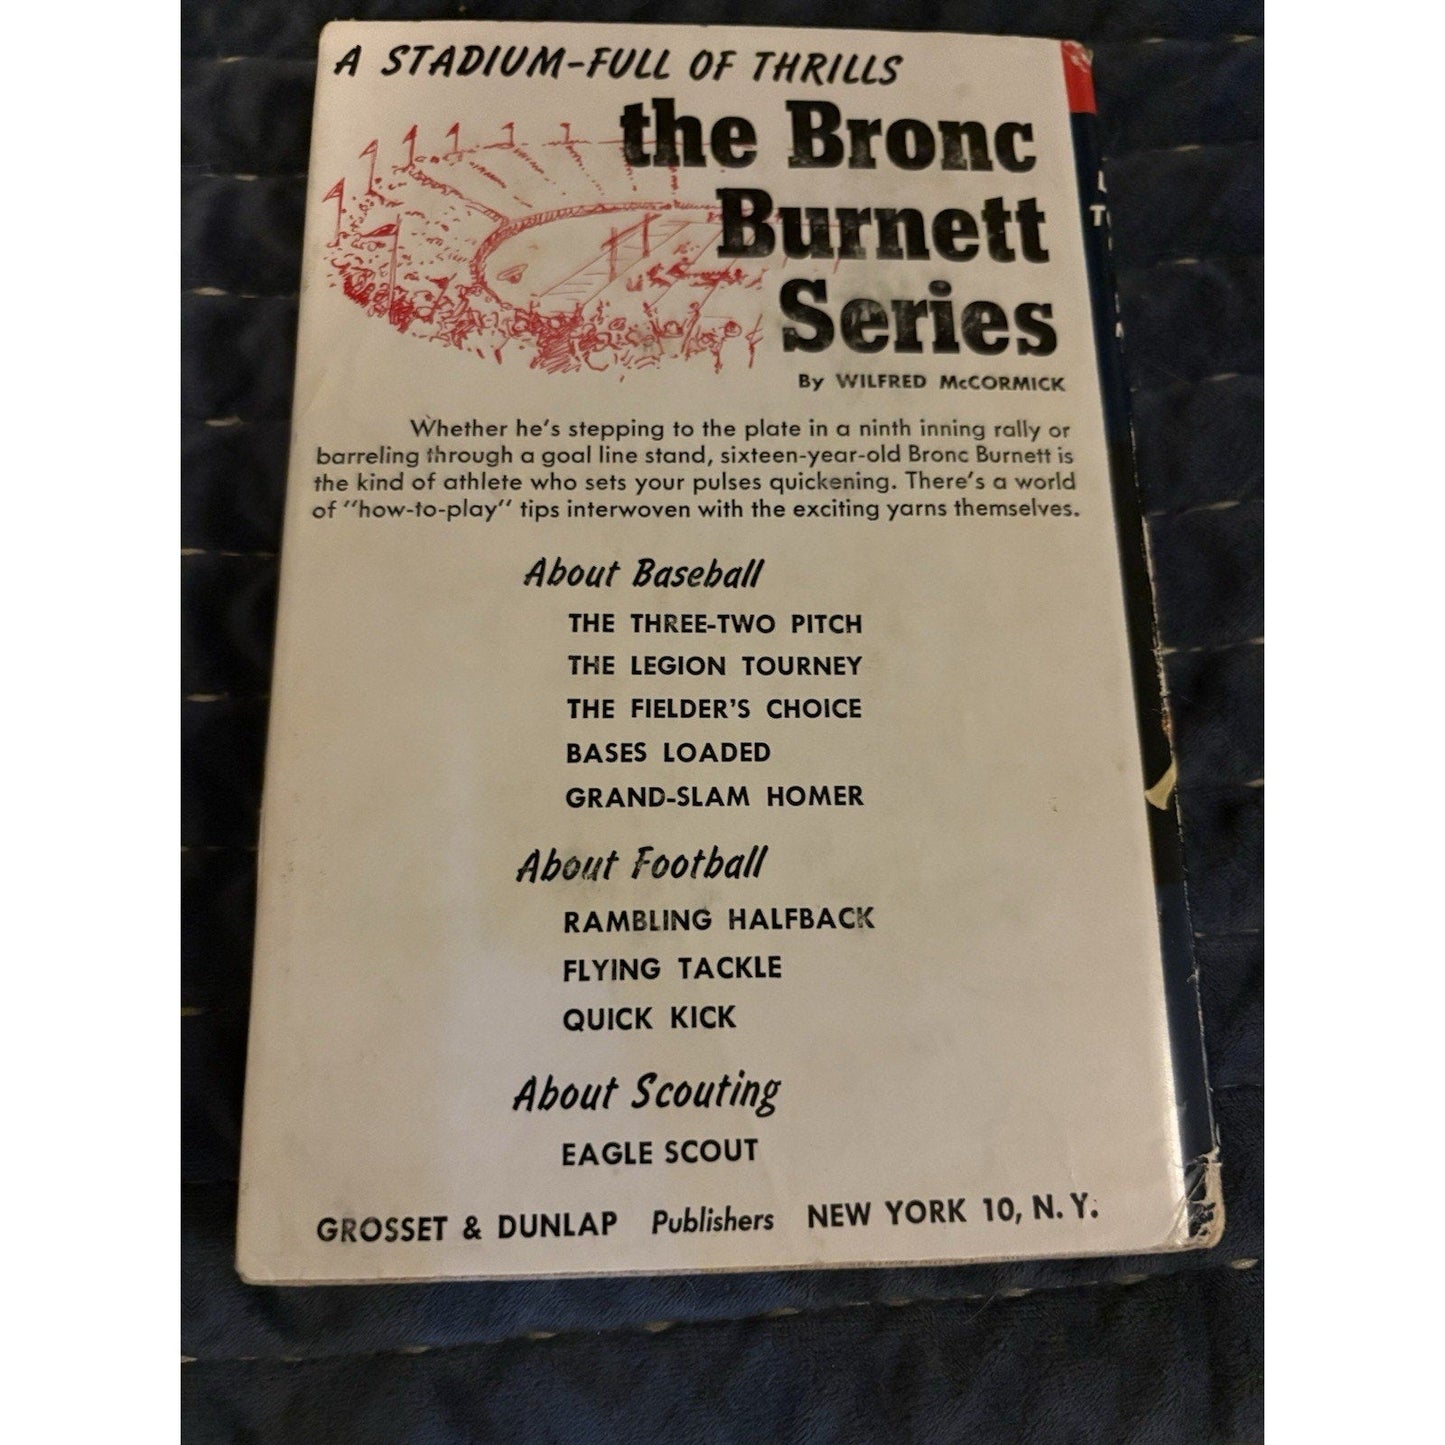 A STADIUM-FULL OF THRILLS
the Bronc
Burnett
Series
By WILFRED McCORMICK
Whether he's stepping to the plate in a ninth inning rally or
barreling through a goal line stand, sixteen-year-old Bronc Burnett is
the kind of athlete who sets your pulses quickening. There's a world
of "how-to-play" tips interwoven with the exciting yarns themselves.
About Baseball
THE THREE-TWO PITCH
THE LEGION TOURNEY
THE FIELDER'S CHOICE
BASES LOADED
GRAND-SLAM HOMER
About Football
RAMBLING HALFBACK
FLYING TACKLE
QUICK KICK
About Scouting
EAGLE SCOUT
GROSSET & DUNLAP Publishers NEW YORK 10, N. Y.